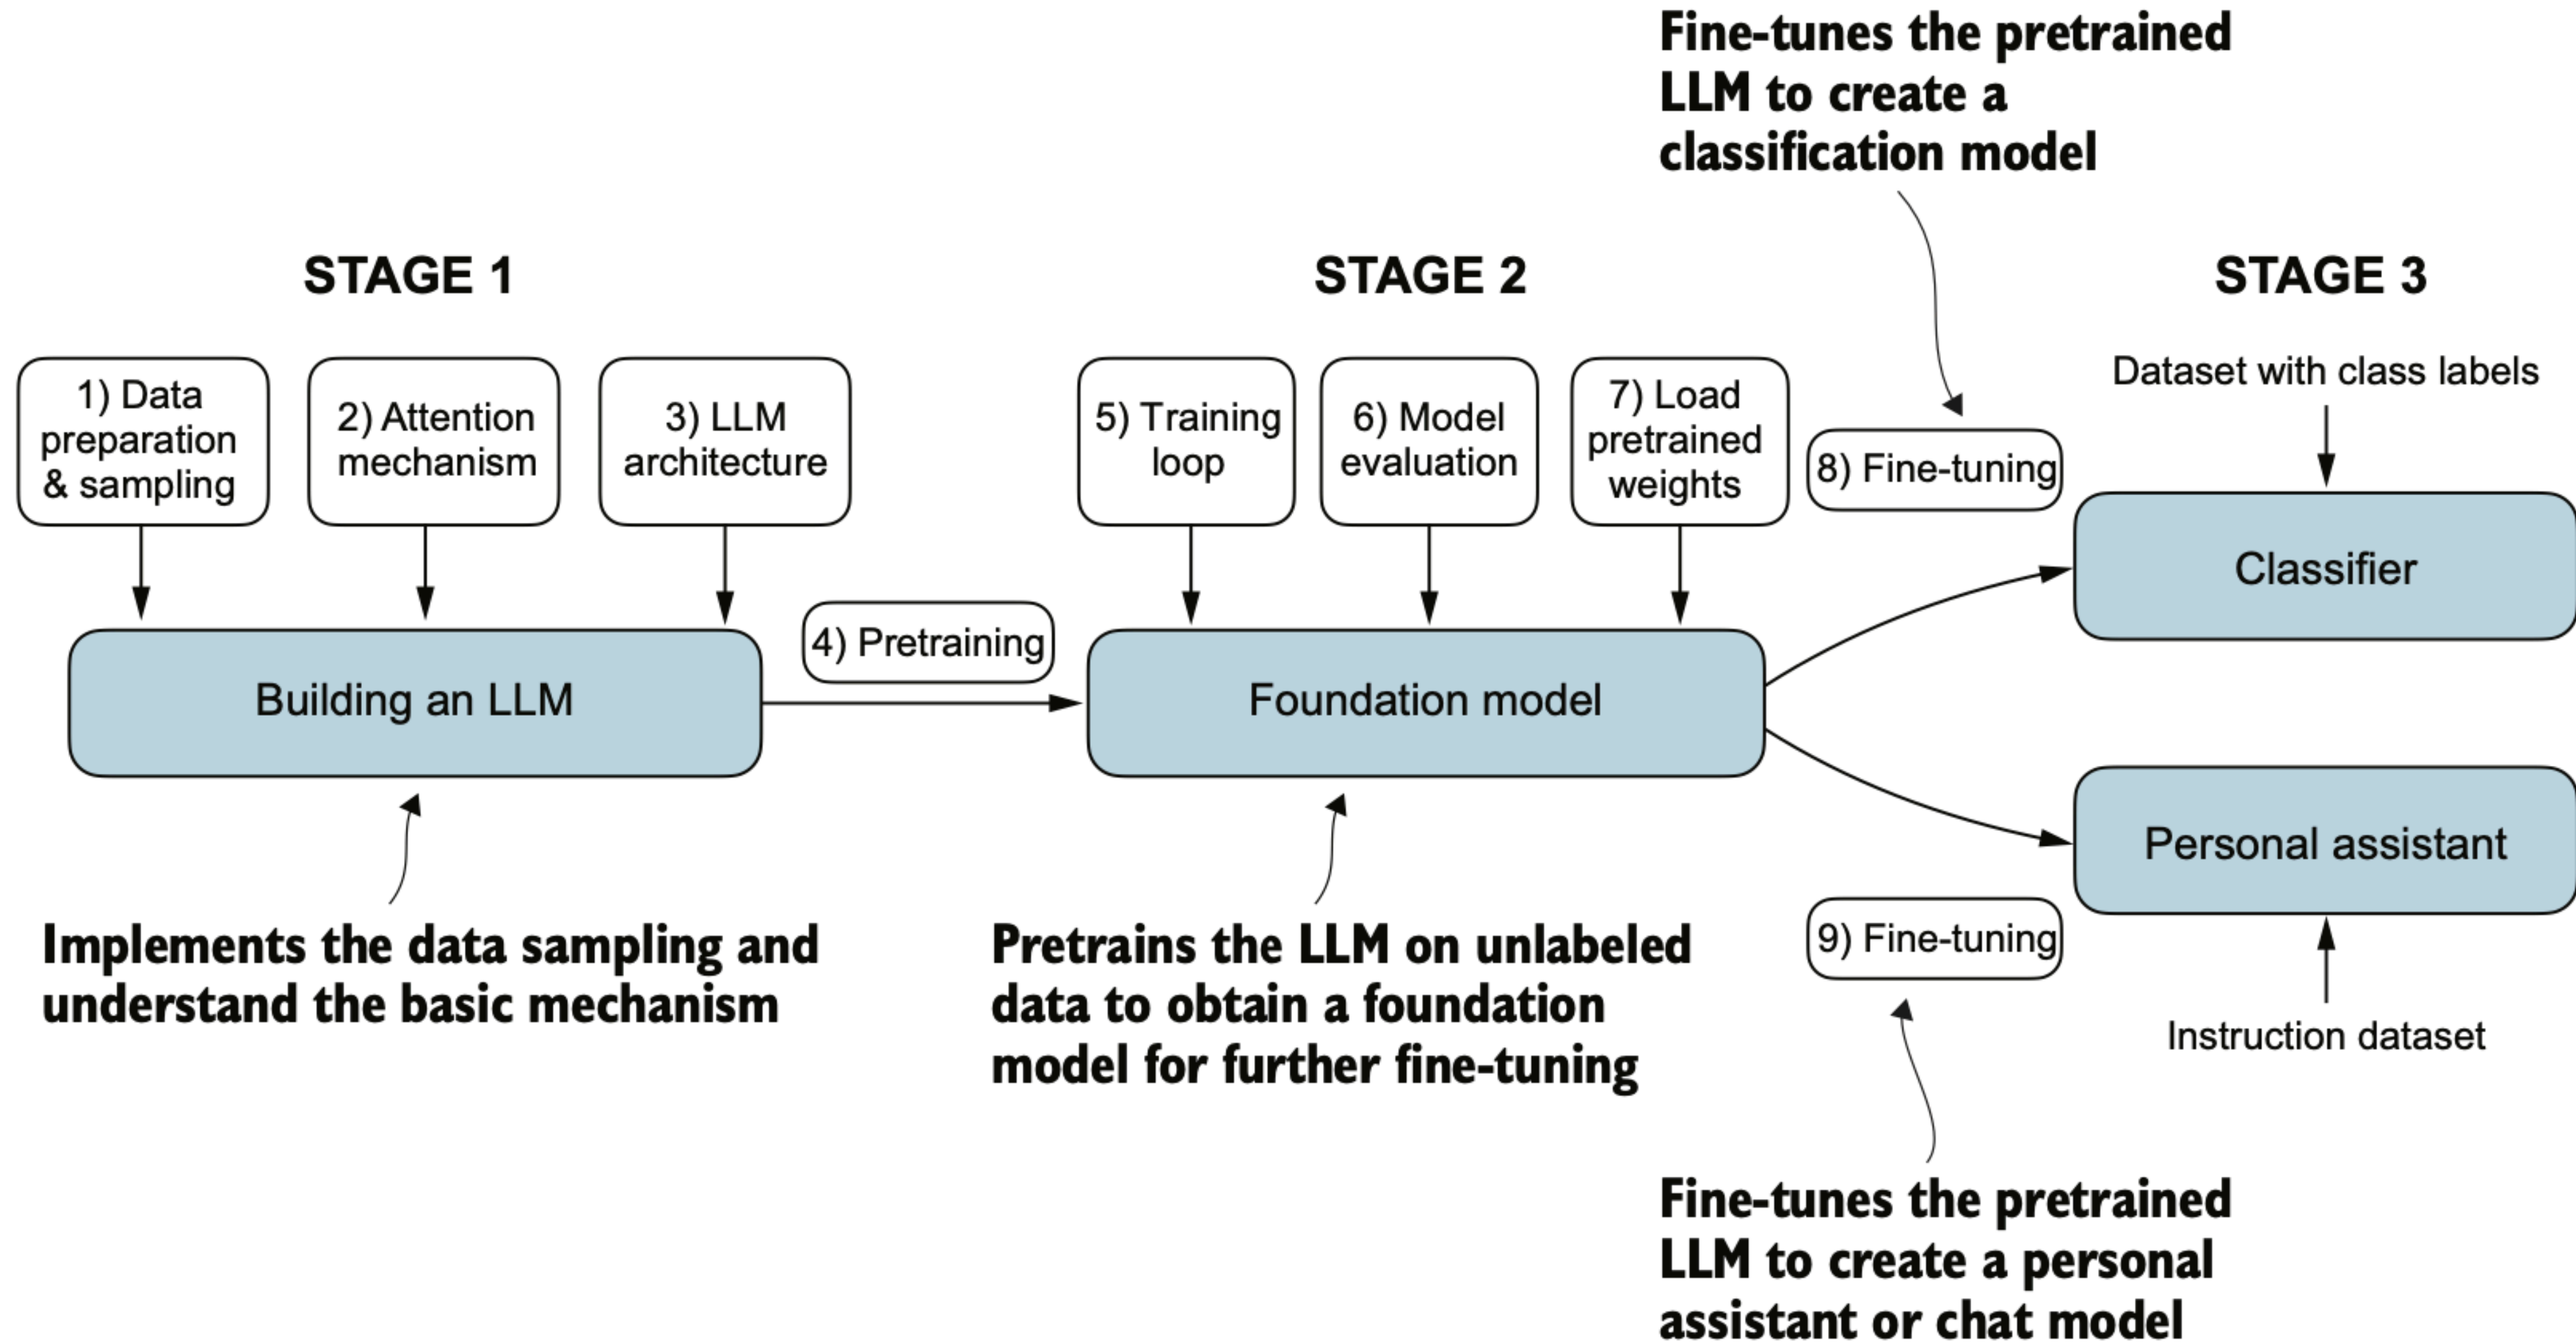 Fine-tunes the pretrained
LLM to create a
classification model
STAGE 1
STAGE 2
STAGE 3
1) Data
preparation
& sampling
2) Attention
mechanism
3) LLM
architecture
5) Training
loop
6) Model
evaluation
7) Load
pretrained
weights
8) Fine-tuning
Dataset with class labels
Classifier
4) Pretraining
Building an LLM
Foundation model
Personal assistant
9) Fine-tuning
Instruction dataset
Implements the data sampling and
understand the basic mechanism
Pretrains the LLM on unlabeled
data to obtain a foundation
model for further fine-tuning
Fine-tunes the pretrained
LLM to create a personal
assistant or chat model